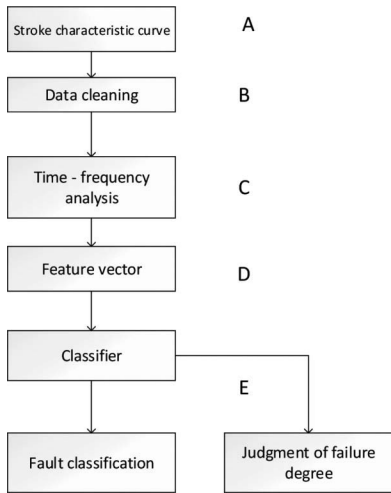 Stroke characteristic curve
A
Data cleaning
B
Time - frequency
analysis
C
Feature vector
D
Classifier
E
Fault classification
Judgment of failure
degree